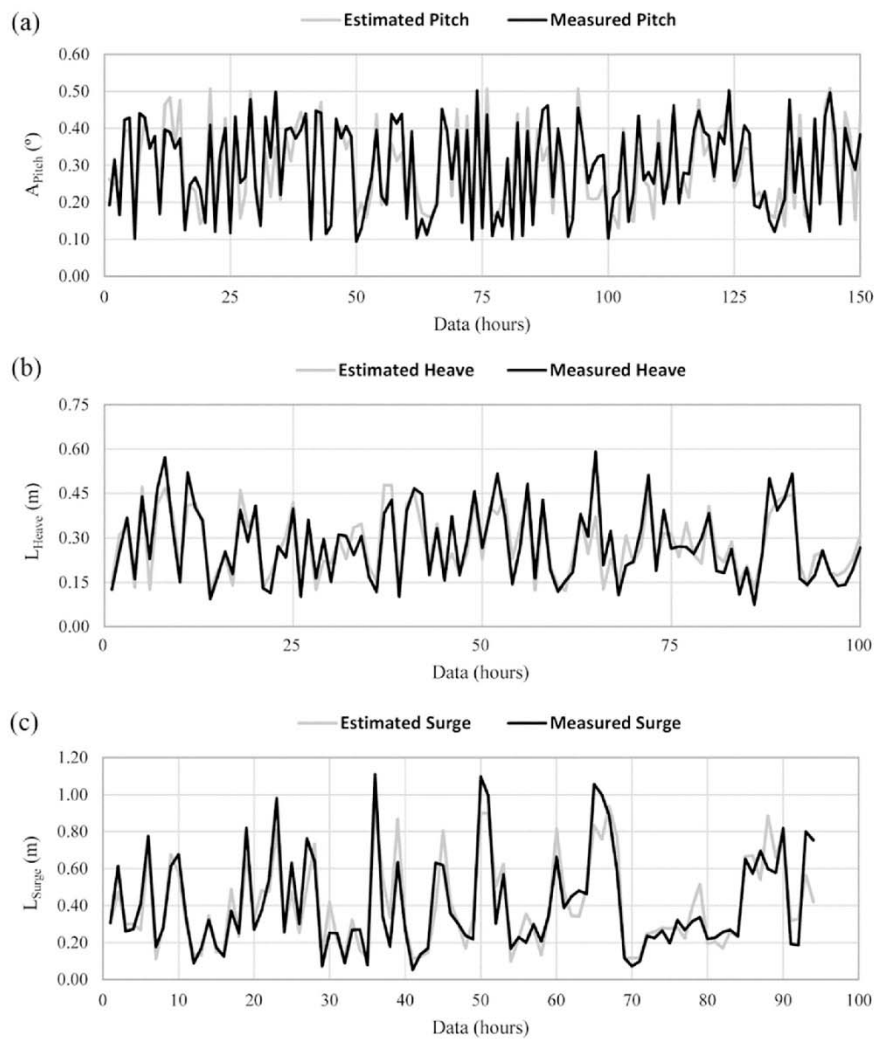 (a)
Estimated Pitch Measured Pitch
0.60
0.50
0.40
0.30
0.20
0.10
0.00
A_Pitch (º)
0 25 50 75 100 125 150
Data (hours)
(b)
Estimated Heave Measured Heave
0.75
0.60
0.45
0.30
0.15
0.00
L_Heave (m)
0 25 50 75 100
Data (hours)
(c)
Estimated Surge Measured Surge
1.20
1.00
0.80
0.60
0.40
0.20
0.00
L_Surge (m)
0 10 20 30 40 50 60 70 80 90 100
Data (hours)